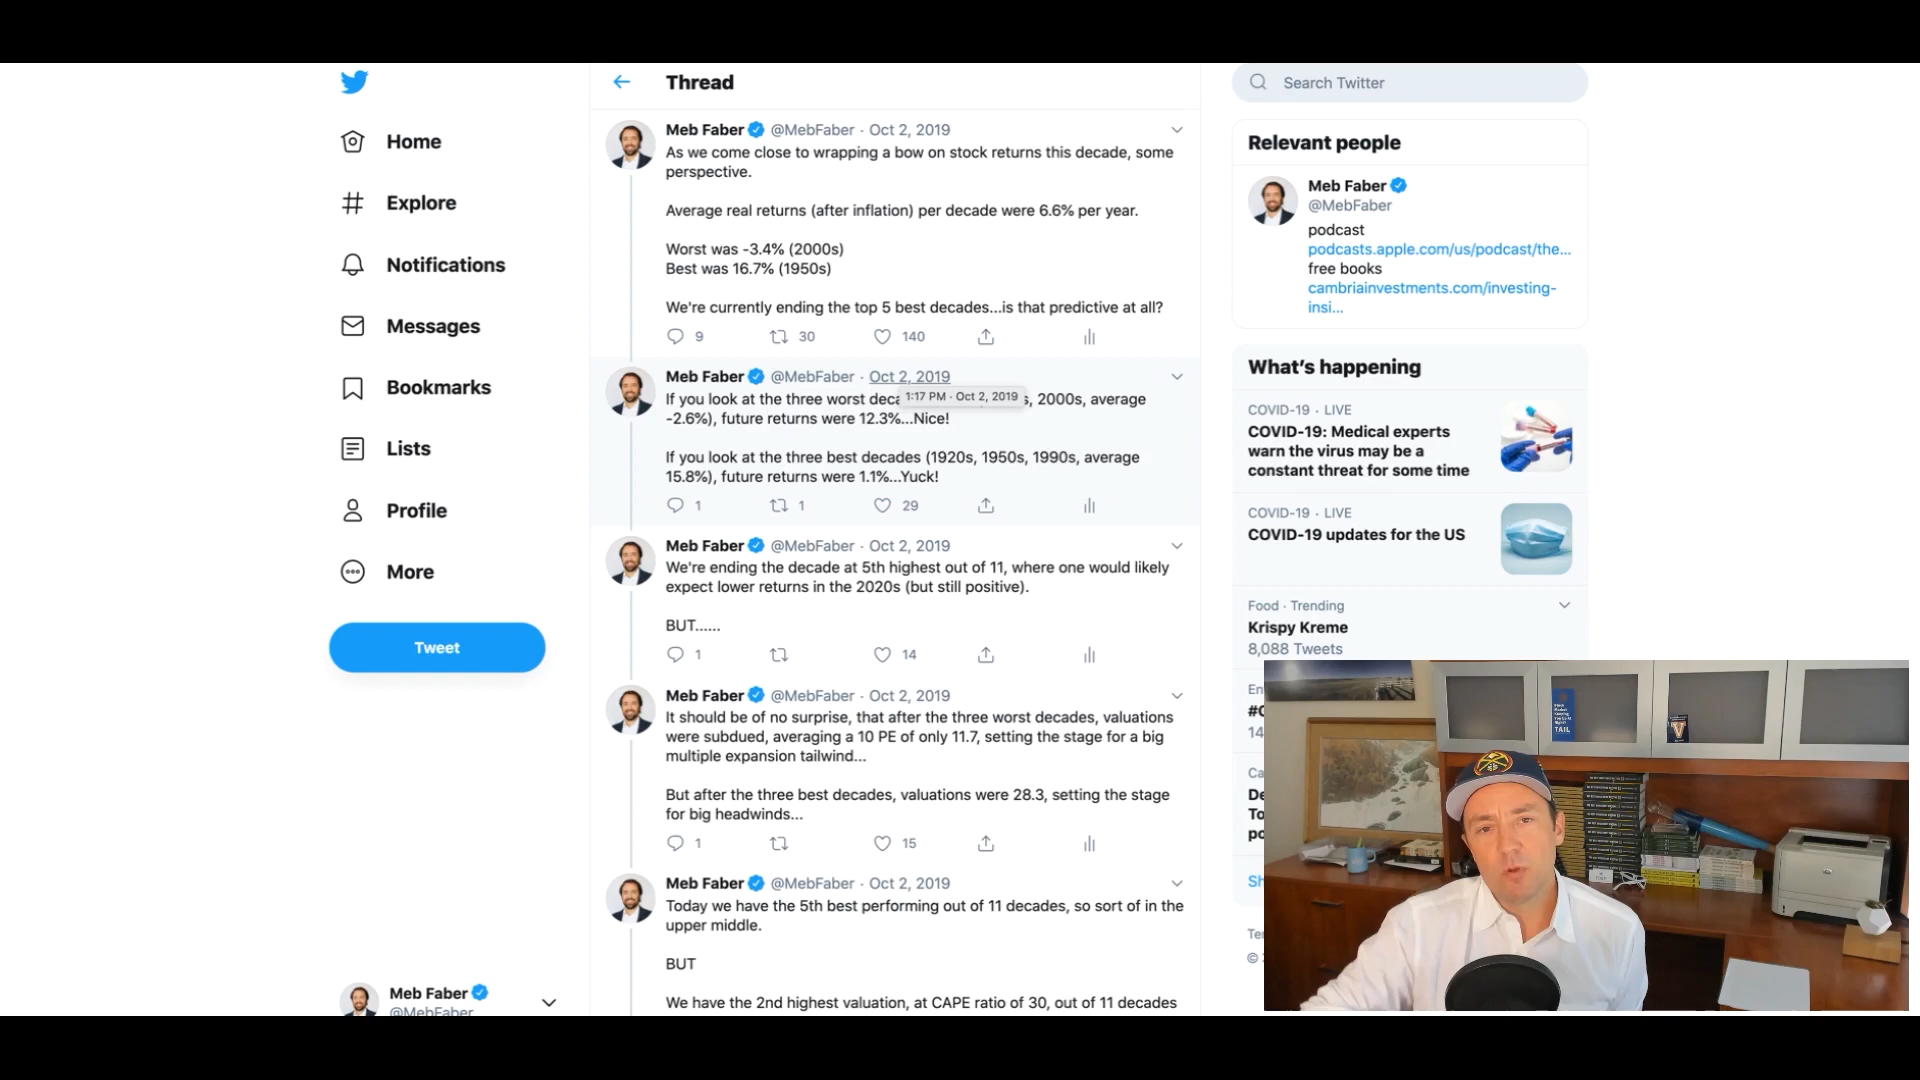 Thread
Search Twitter
Home
Explore
Notifications
Messages
Bookmarks
Lists
Profile
More
Tweet
Meb Faber
@MebFaber
Meb Faber @MebFaber · Oct 2, 2019
As we come close to wrapping a bow on stock returns this decade, some
perspective.
Average real returns (after inflation) per decade were 6.6% per year.
Worst was -3.4% (2000s)
Best was 16.7% (1950s)
We're currently ending the top 5 best decades...is that predictive at all?
9 30 140
Meb Faber @MebFaber · Oct 2, 2019
1:17 PM · Oct 2, 2019
If you look at the three worst deca s, 2000s, average
-2.6%), future returns were 12.3%...Nice!
If you look at the three best decades (1920s, 1950s, 1990s, average
15.8%), future returns were 1.1%...Yuck!
1 1 29
Meb Faber @MebFaber · Oct 2, 2019
We're ending the decade at 5th highest out of 11, where one would likely
expect lower returns in the 2020s (but still positive).
BUT......
1 14
Meb Faber @MebFaber · Oct 2, 2019
It should be of no surprise, that after the three worst decades, valuations
were subdued, averaging a 10 PE of only 11.7, setting the stage for a big
multiple expansion tailwind...
But after the three best decades, valuations were 28.3, setting the stage
for big headwinds...
1 15
Meb Faber @MebFaber · Oct 2, 2019
Today we have the 5th best performing out of 11 decades, so sort of in the
upper middle.
BUT
We have the 2nd highest valuation, at CAPE ratio of 30, out of 11 decades
Relevant people
Meb Faber
@MebFaber
podcast
podcasts.apple.com/us/podcast/the...
free books
cambriainvestments.com/investing-
insi...
What's happening
COVID-19 · LIVE
COVID-19: Medical experts
warn the virus may be a
constant threat for some time
COVID-19 · LIVE
COVID-19 updates for the US
Food · Trending
Krispy Kreme
8,088 Tweets
En
14
Ca
De
To
po
Sh
Te
©
TAIL
V